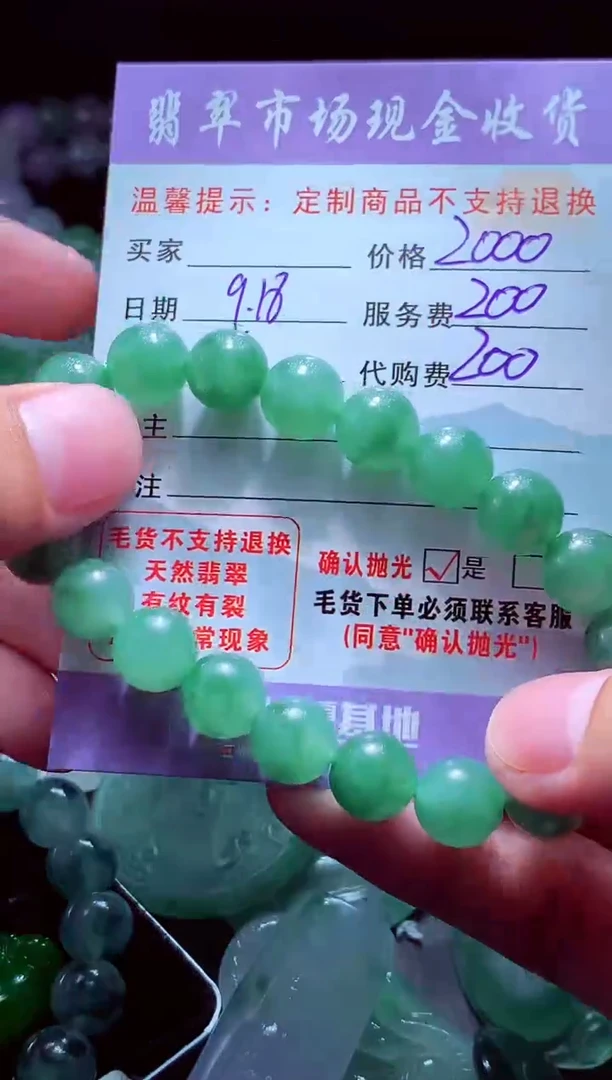 翡翠市场现金收货
温馨提示：定制商品不支持退换
买家 价格 2000
日期 9.18 服务费 200
代购费 200
主
注
毛货不支持退换
天然翡翠
有纹有裂
常现象
确认抛光 ☑是
毛货下单必须联系客服
(同意"确认抛光")
基地